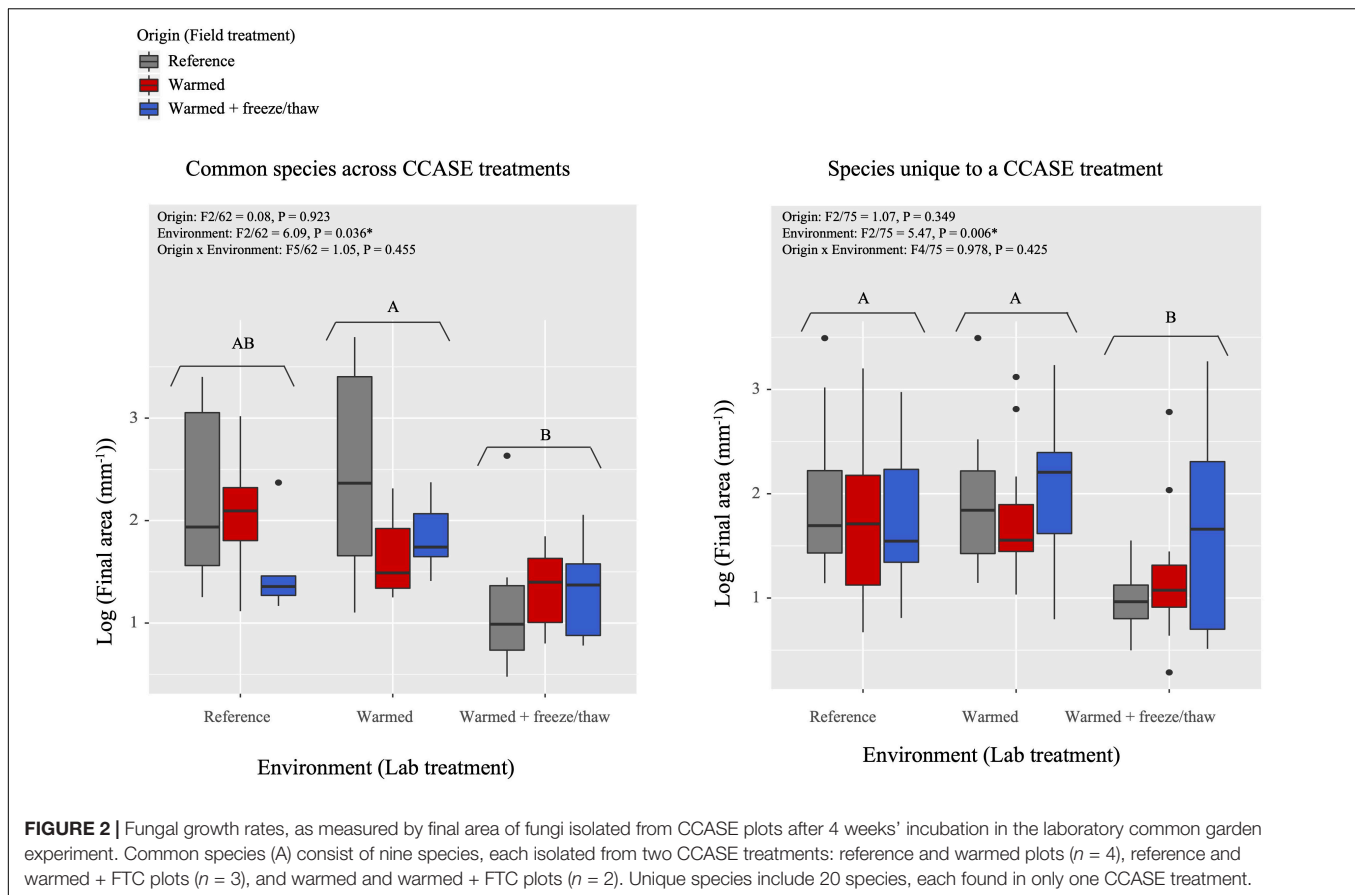 Origin (Field treatment)
Reference
Warmed
Warmed + freeze/thaw
Common species across CCASE treatments
Origin: F2/62 = 0.08, P = 0.923
Environment: F2/62 = 6.09, P = 0.036*
Origin x Environment: F5/62 = 1.05, P = 0.455
AB
A
B
3
2
1
Log (Final area (mm⁻¹))
Reference
Warmed
Warmed + freeze/thaw
Environment (Lab treatment)
Species unique to a CCASE treatment
Origin: F2/75 = 1.07, P = 0.349
Environment: F2/75 = 5.47, P = 0.006*
Origin x Environment: F4/75 = 0.978, P = 0.425
A
A
B
3
2
1
Log (Final area (mm⁻¹))
Reference
Warmed
Warmed + freeze/thaw
Environment (Lab treatment)
FIGURE 2 | Fungal growth rates, as measured by final area of fungi isolated from CCASE plots after 4 weeks' incubation in the laboratory common garden
experiment. Common species (A) consist of nine species, each isolated from two CCASE treatments: reference and warmed plots (n = 4), reference and
warmed + FTC plots (n = 3), and warmed and warmed + FTC plots (n = 2). Unique species include 20 species, each found in only one CCASE treatment.